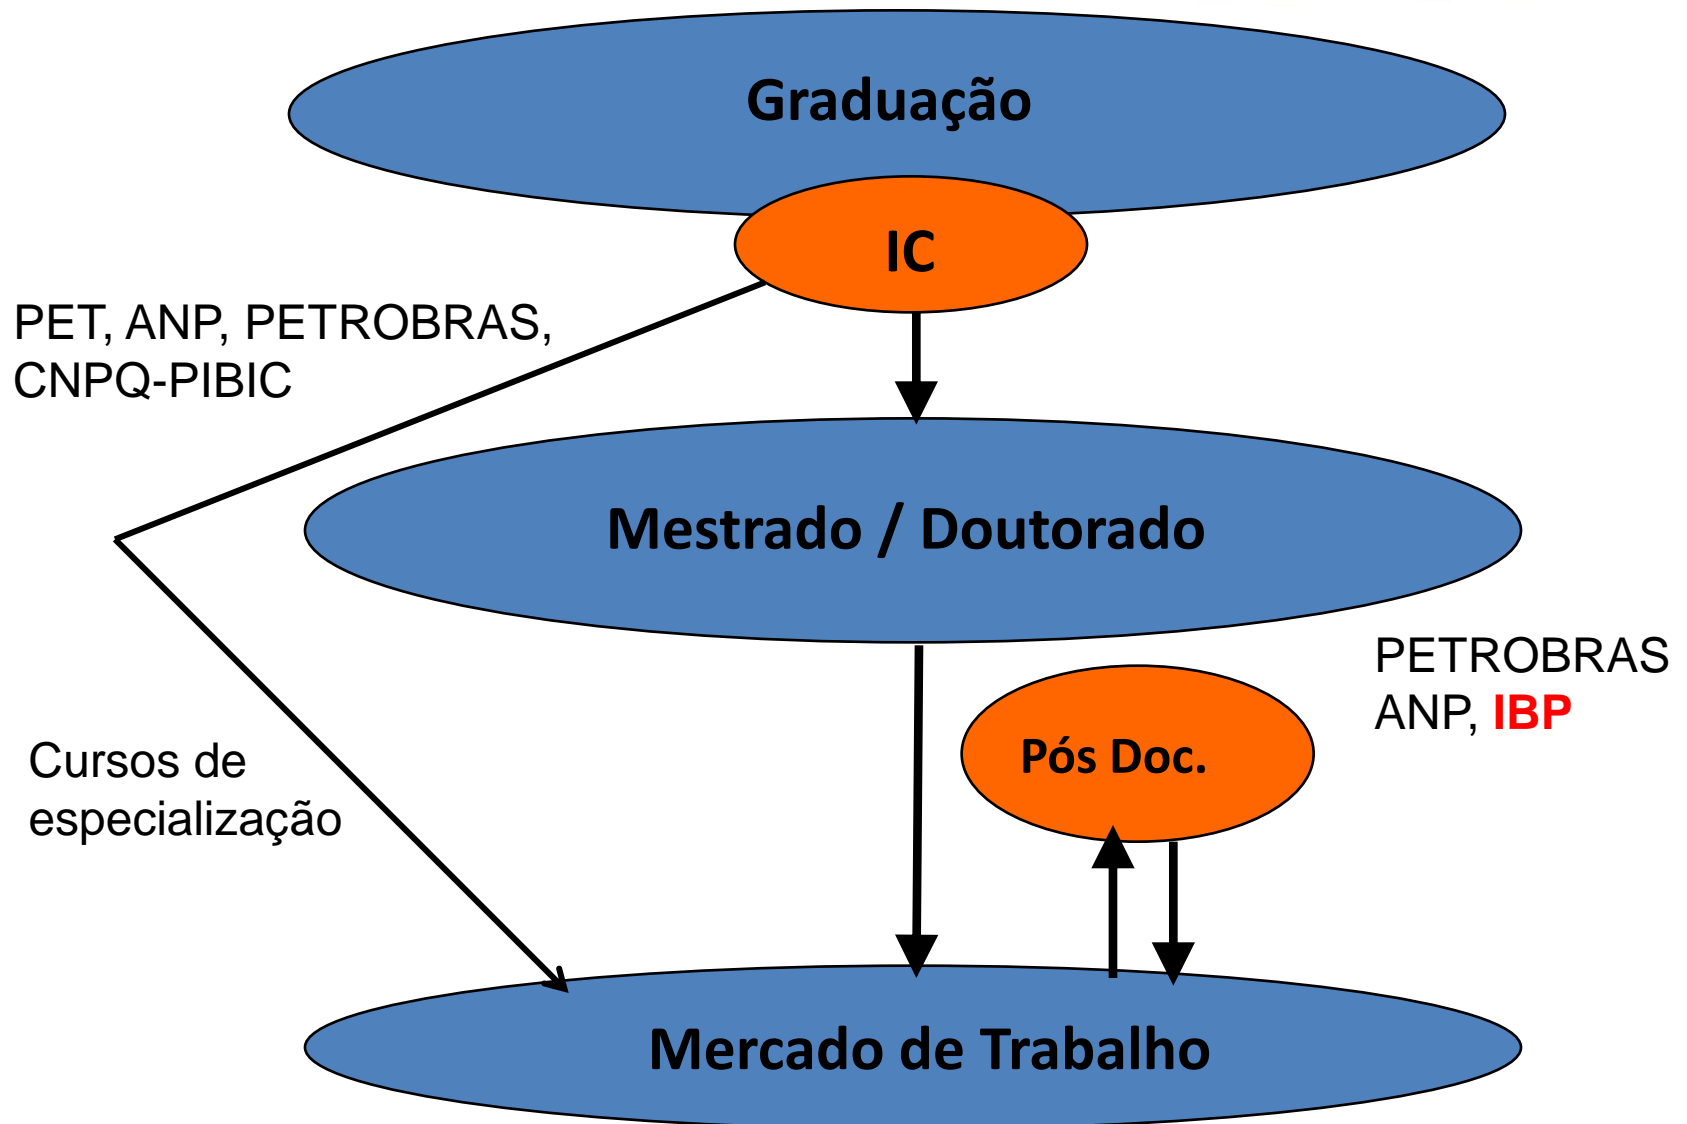 Graduação
IC
PET, ANP, PETROBRAS,
CNPQ-PIBIC
Mestrado / Doutorado
PETROBRAS
ANP, IBP
Pós Doc.
Cursos de
especialização
Mercado de Trabalho